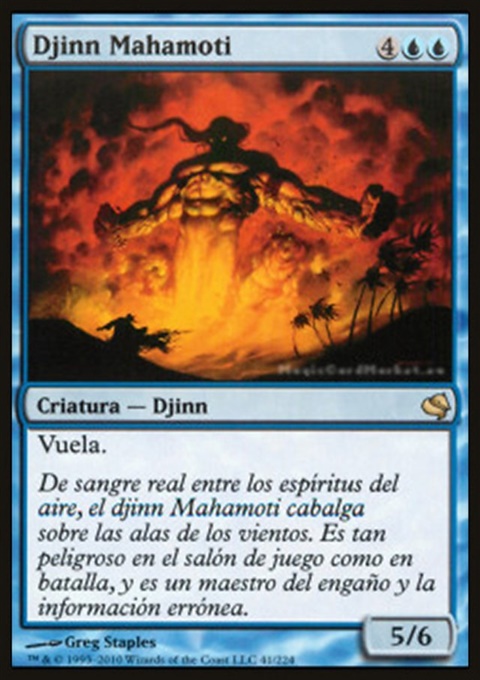 Djinn Mahamoti 4
MagicCardMarket.eu
Criatura — Djinn
Vuela.
De sangre real entre los espíritus del
aire, el djinn Mahamoti cabalga
sobre las alas de los vientos. Es tan
peligroso en el salón de juego como en
batalla, y es un maestro del engaño y la
información errónea.
Greg Staples
5/6
™ & © 1993–2010 Wizards of the Coast LLC 41/224